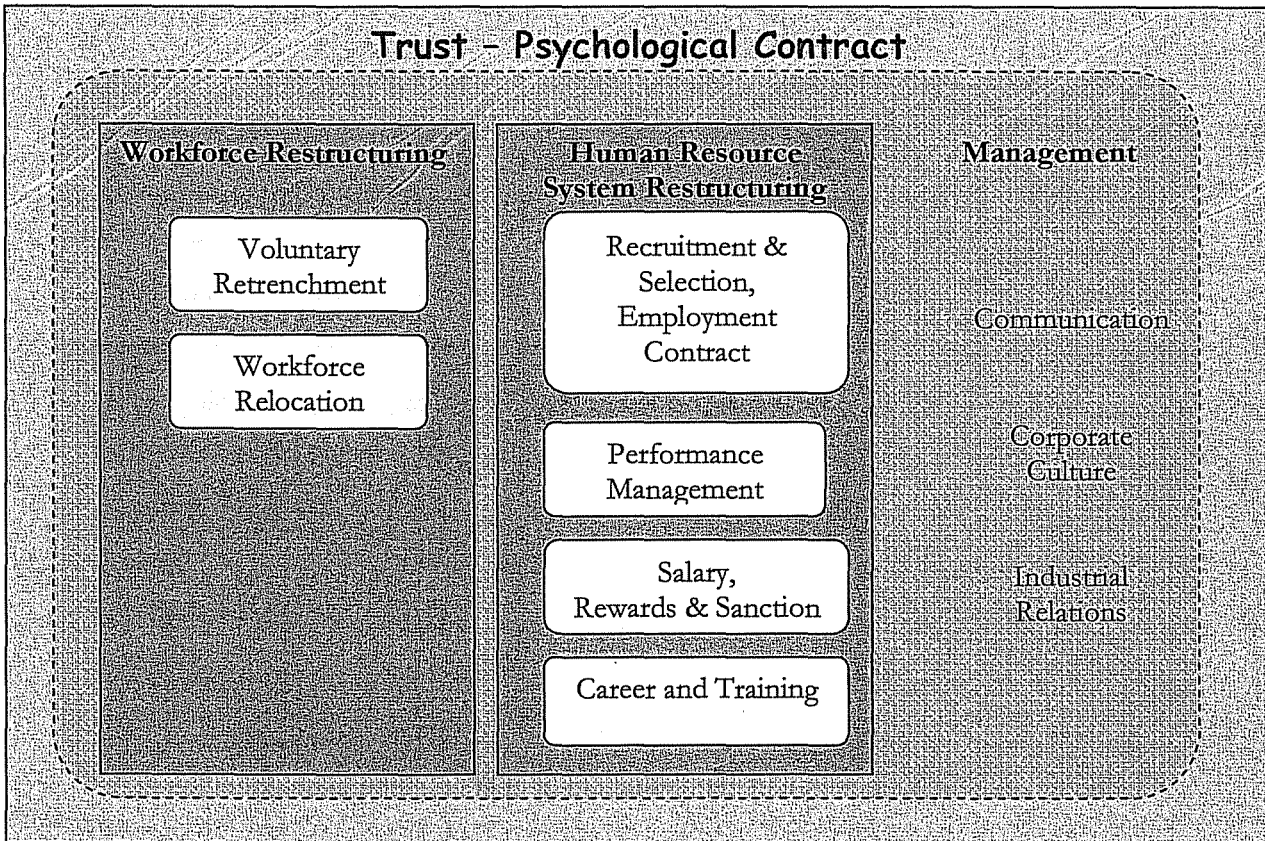 Trust – Psychological Contract
Workforce Restructuring
Voluntary
Retrenchment
Workforce
Relocation
Human Resource
System Restructuring
Recruitment &
Selection,
Employment
Contract
Performance
Management
Salary,
Rewards & Sanction
Career and Training
Management
Communication
Corporate
Culture
Industrial
Relations